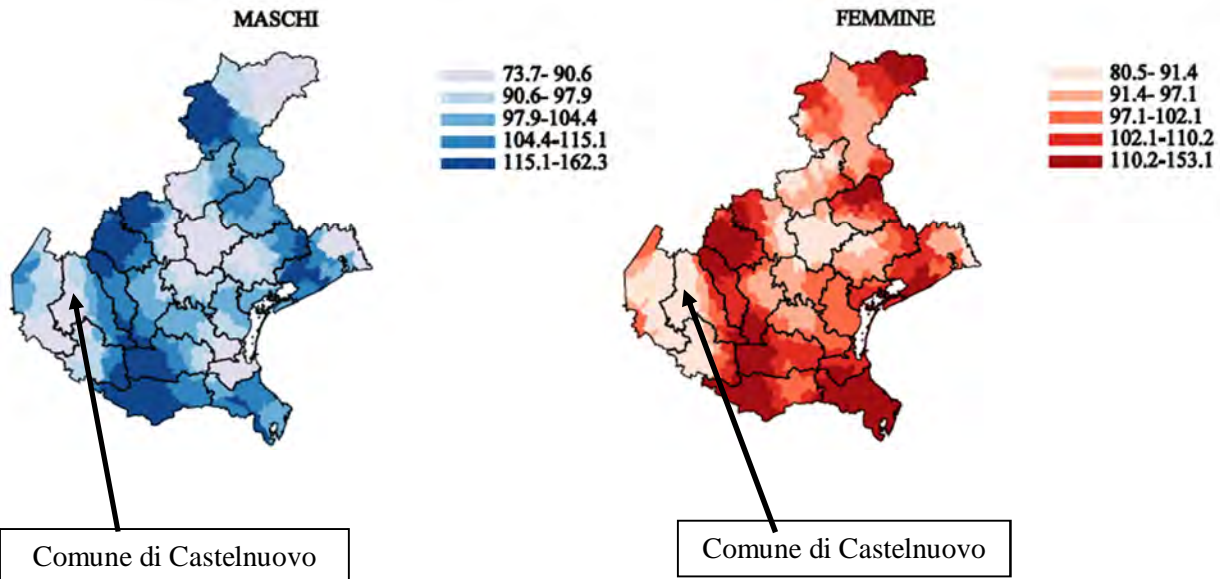 MASCHI
73.7- 90.6
90.6- 97.9
97.9-104.4
104.4-115.1
115.1-162.3
Comune di Castelnuovo
FEMMINE
80.5- 91.4
91.4- 97.1
97.1-102.1
102.1-110.2
110.2-153.1
Comune di Castelnuovo